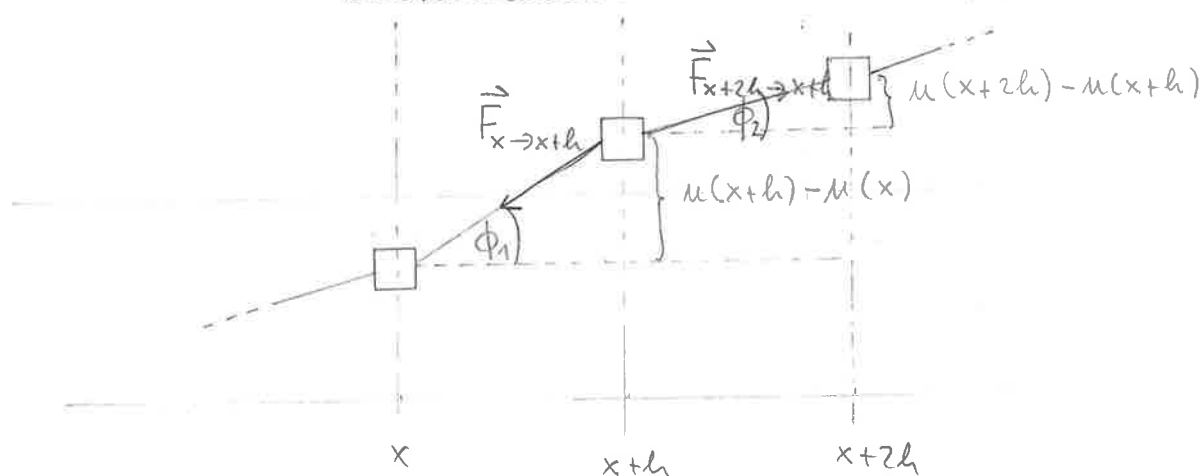 F⃗x+2h→x+h
u(x+2h)-u(x+h)
F⃗x→x+h
ϕ2
u(x+h)-u(x)
ϕ1
x
x+h
x+2h